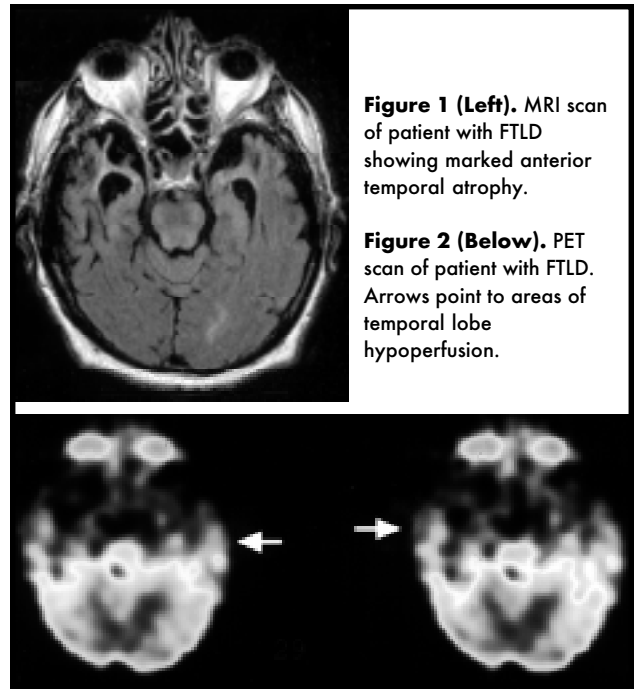 Figure 1 (Left). MRI scan
of patient with FTLD
showing marked anterior
temporal atrophy.
Figure 2 (Below). PET
scan of patient with FTLD.
Arrows point to areas of
temporal lobe
hypoperfusion.